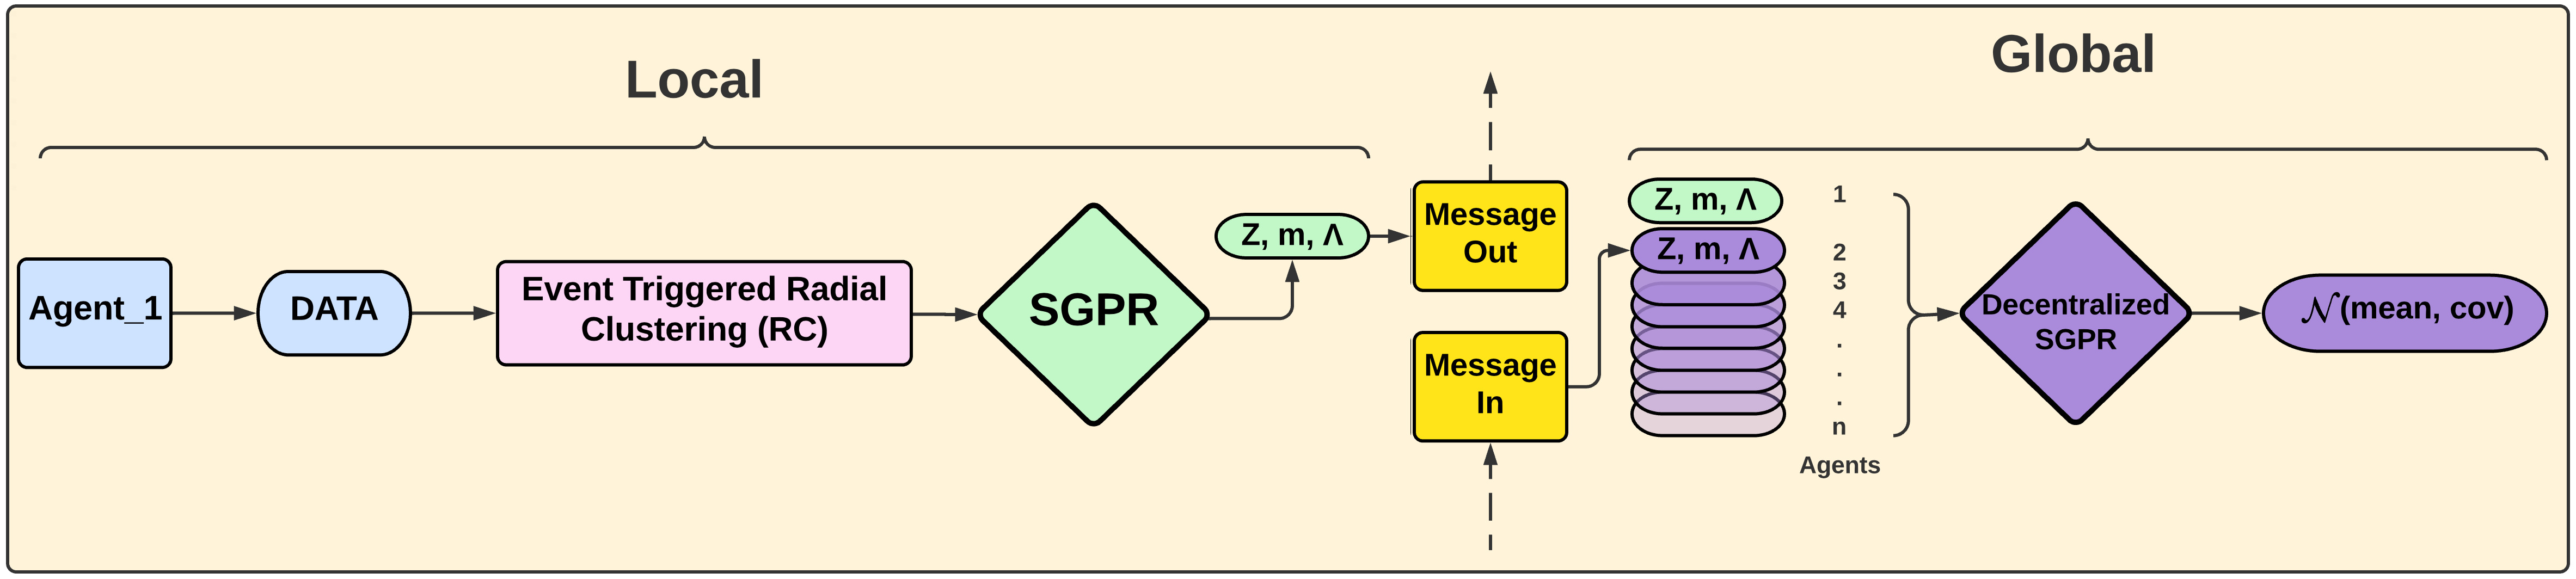 Local
Global
Agent_1
DATA
Event Triggered Radial
Clustering (RC)
SGPR
Z, m, Λ
Message
Out
Message
In
Z, m, Λ
Z, m, Λ
1
2
3
4
.
.
.
n
Agents
Decentralized
SGPR
𝒩 (mean, cov)